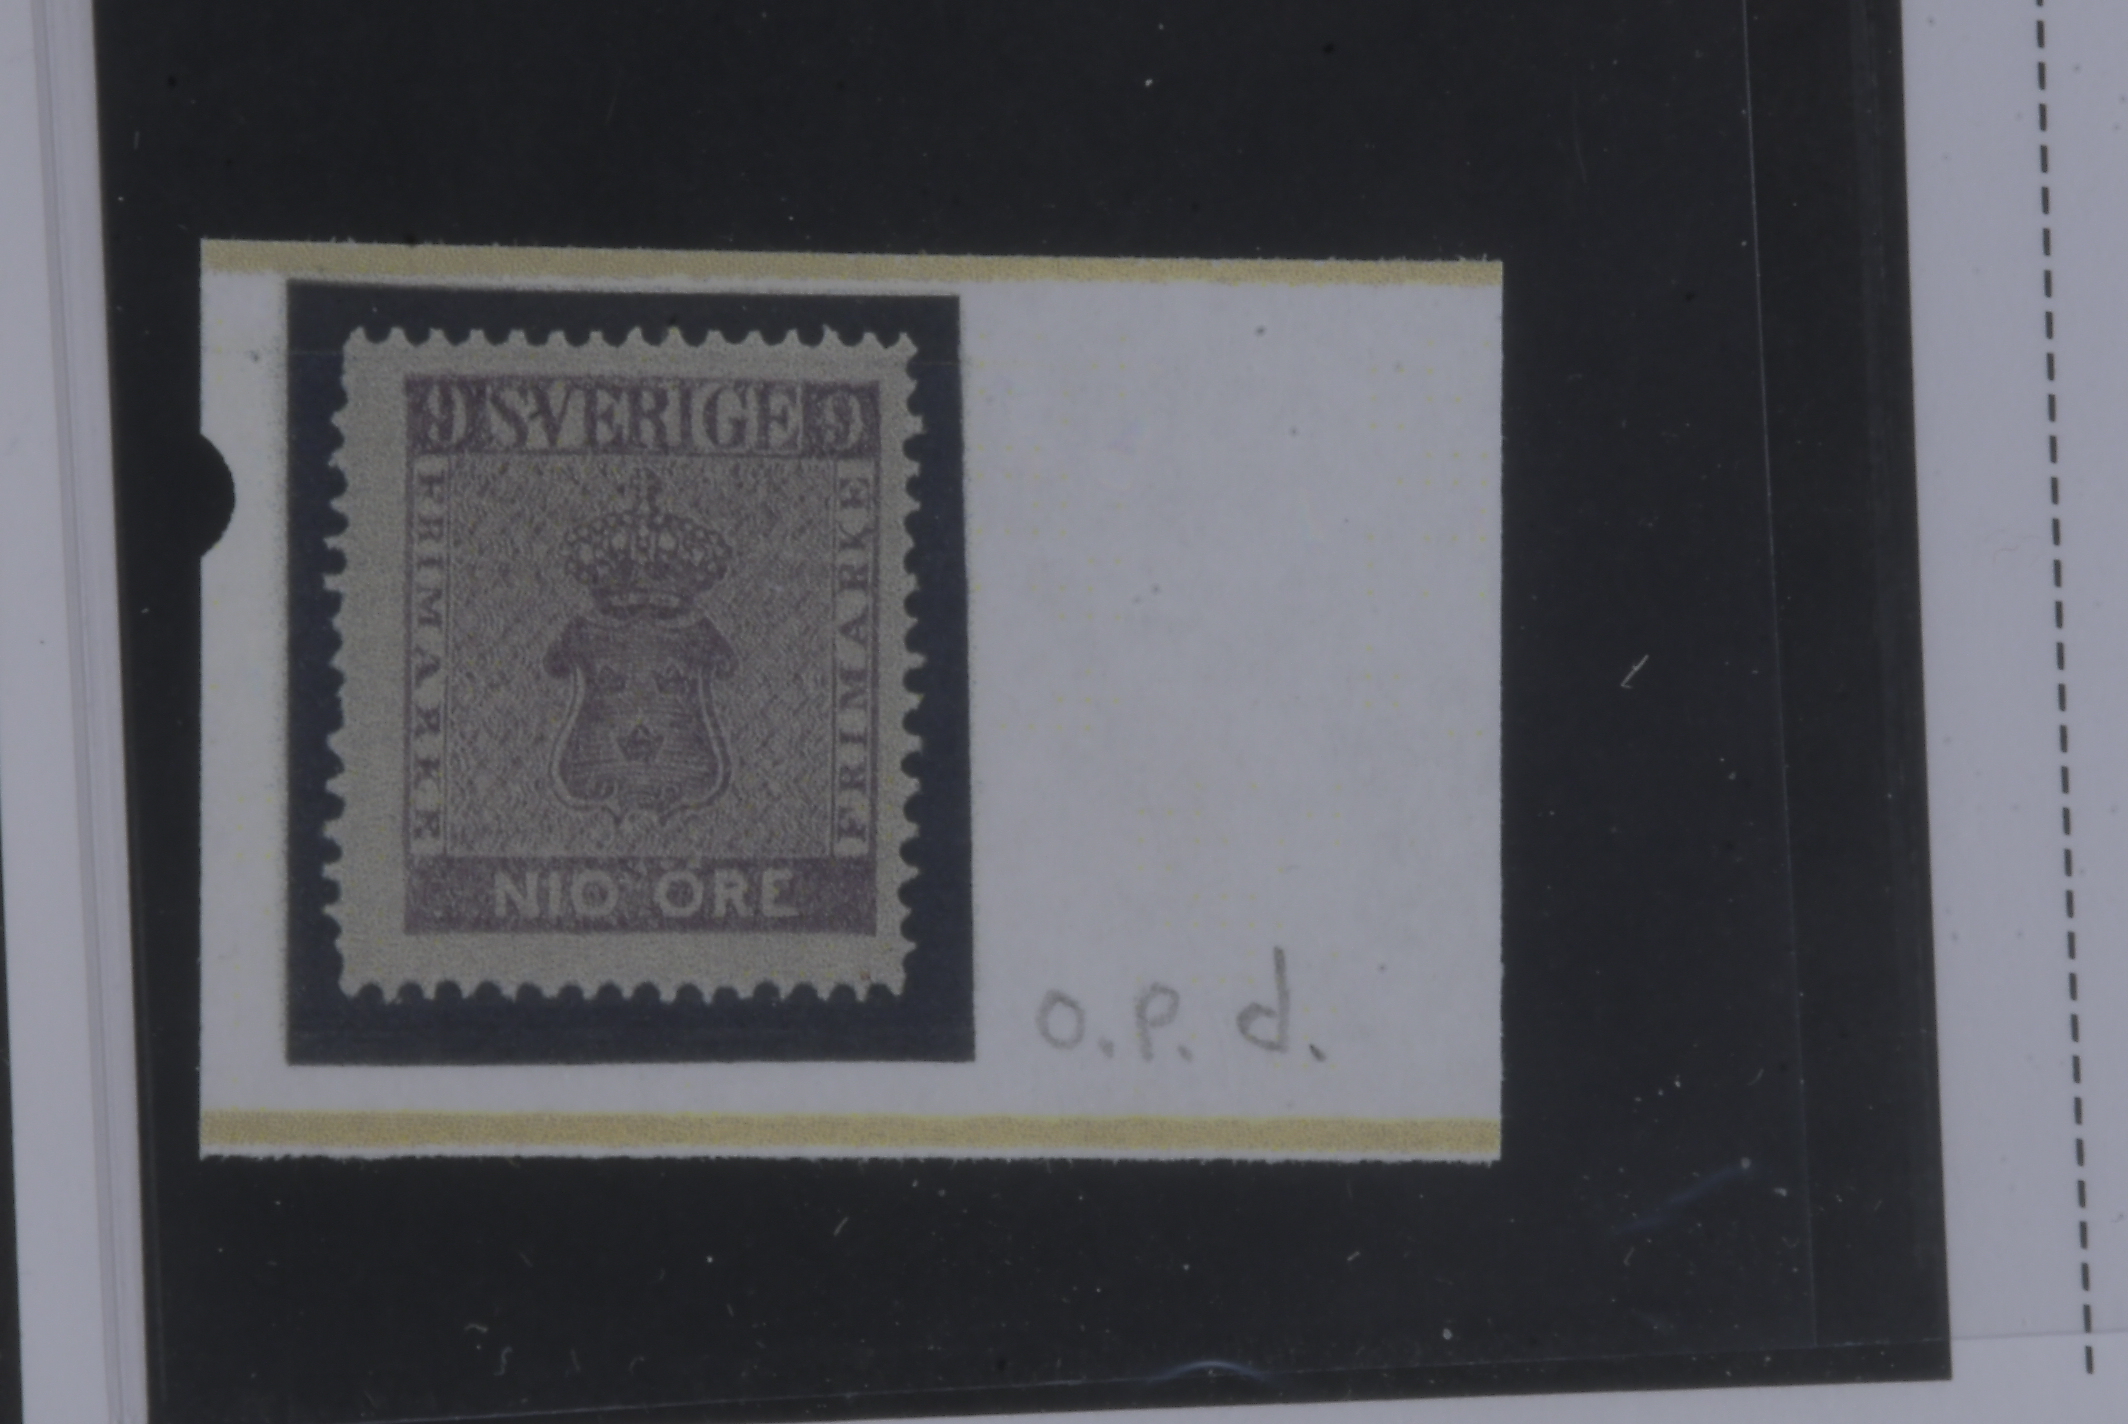 9 SVERIGE 9
FRIMARKE
FRIMARKE
NIO ÖRE
o.p. d.